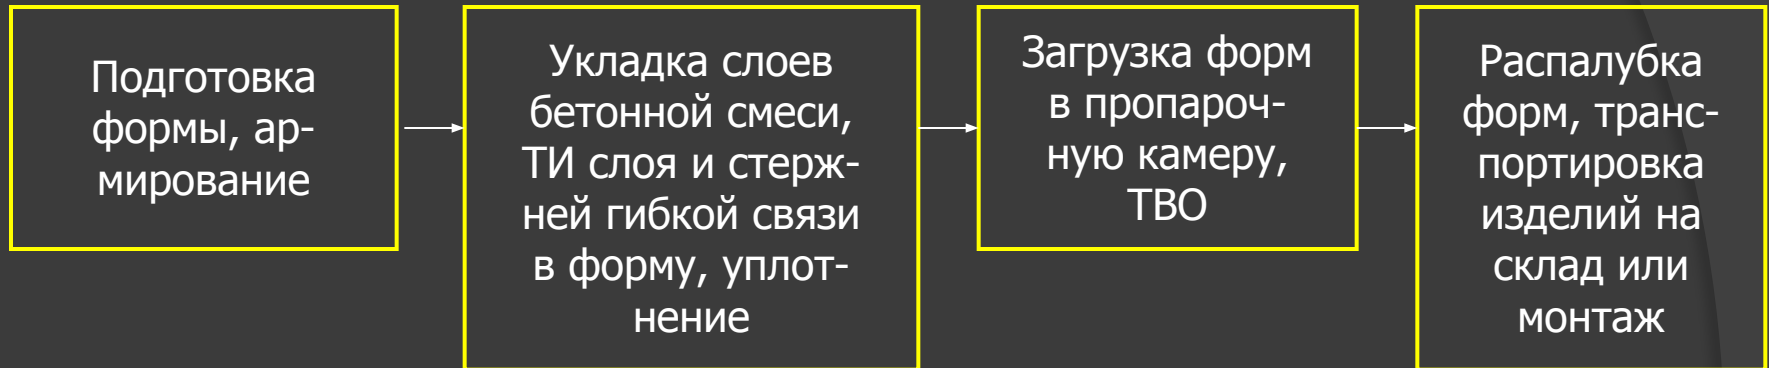 Подготовка
формы, ар-
мирование
Укладка слоев
бетонной смеси,
ТИ слоя и стерж-
ней гибкой связи
в форму, уплот-
нение
Загрузка форм
в пропароч-
ную камеру,
ТВО
Распалубка
форм, транс-
портировка
изделий на
склад или
монтаж